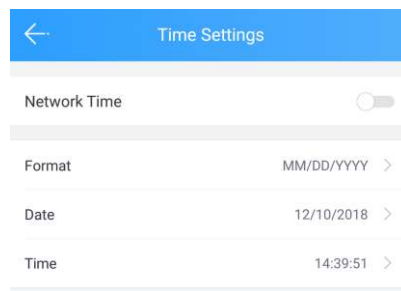 Time Settings
Network Time
Format MM/DD/YYYY
Date 12/10/2018
Time 14:39:51